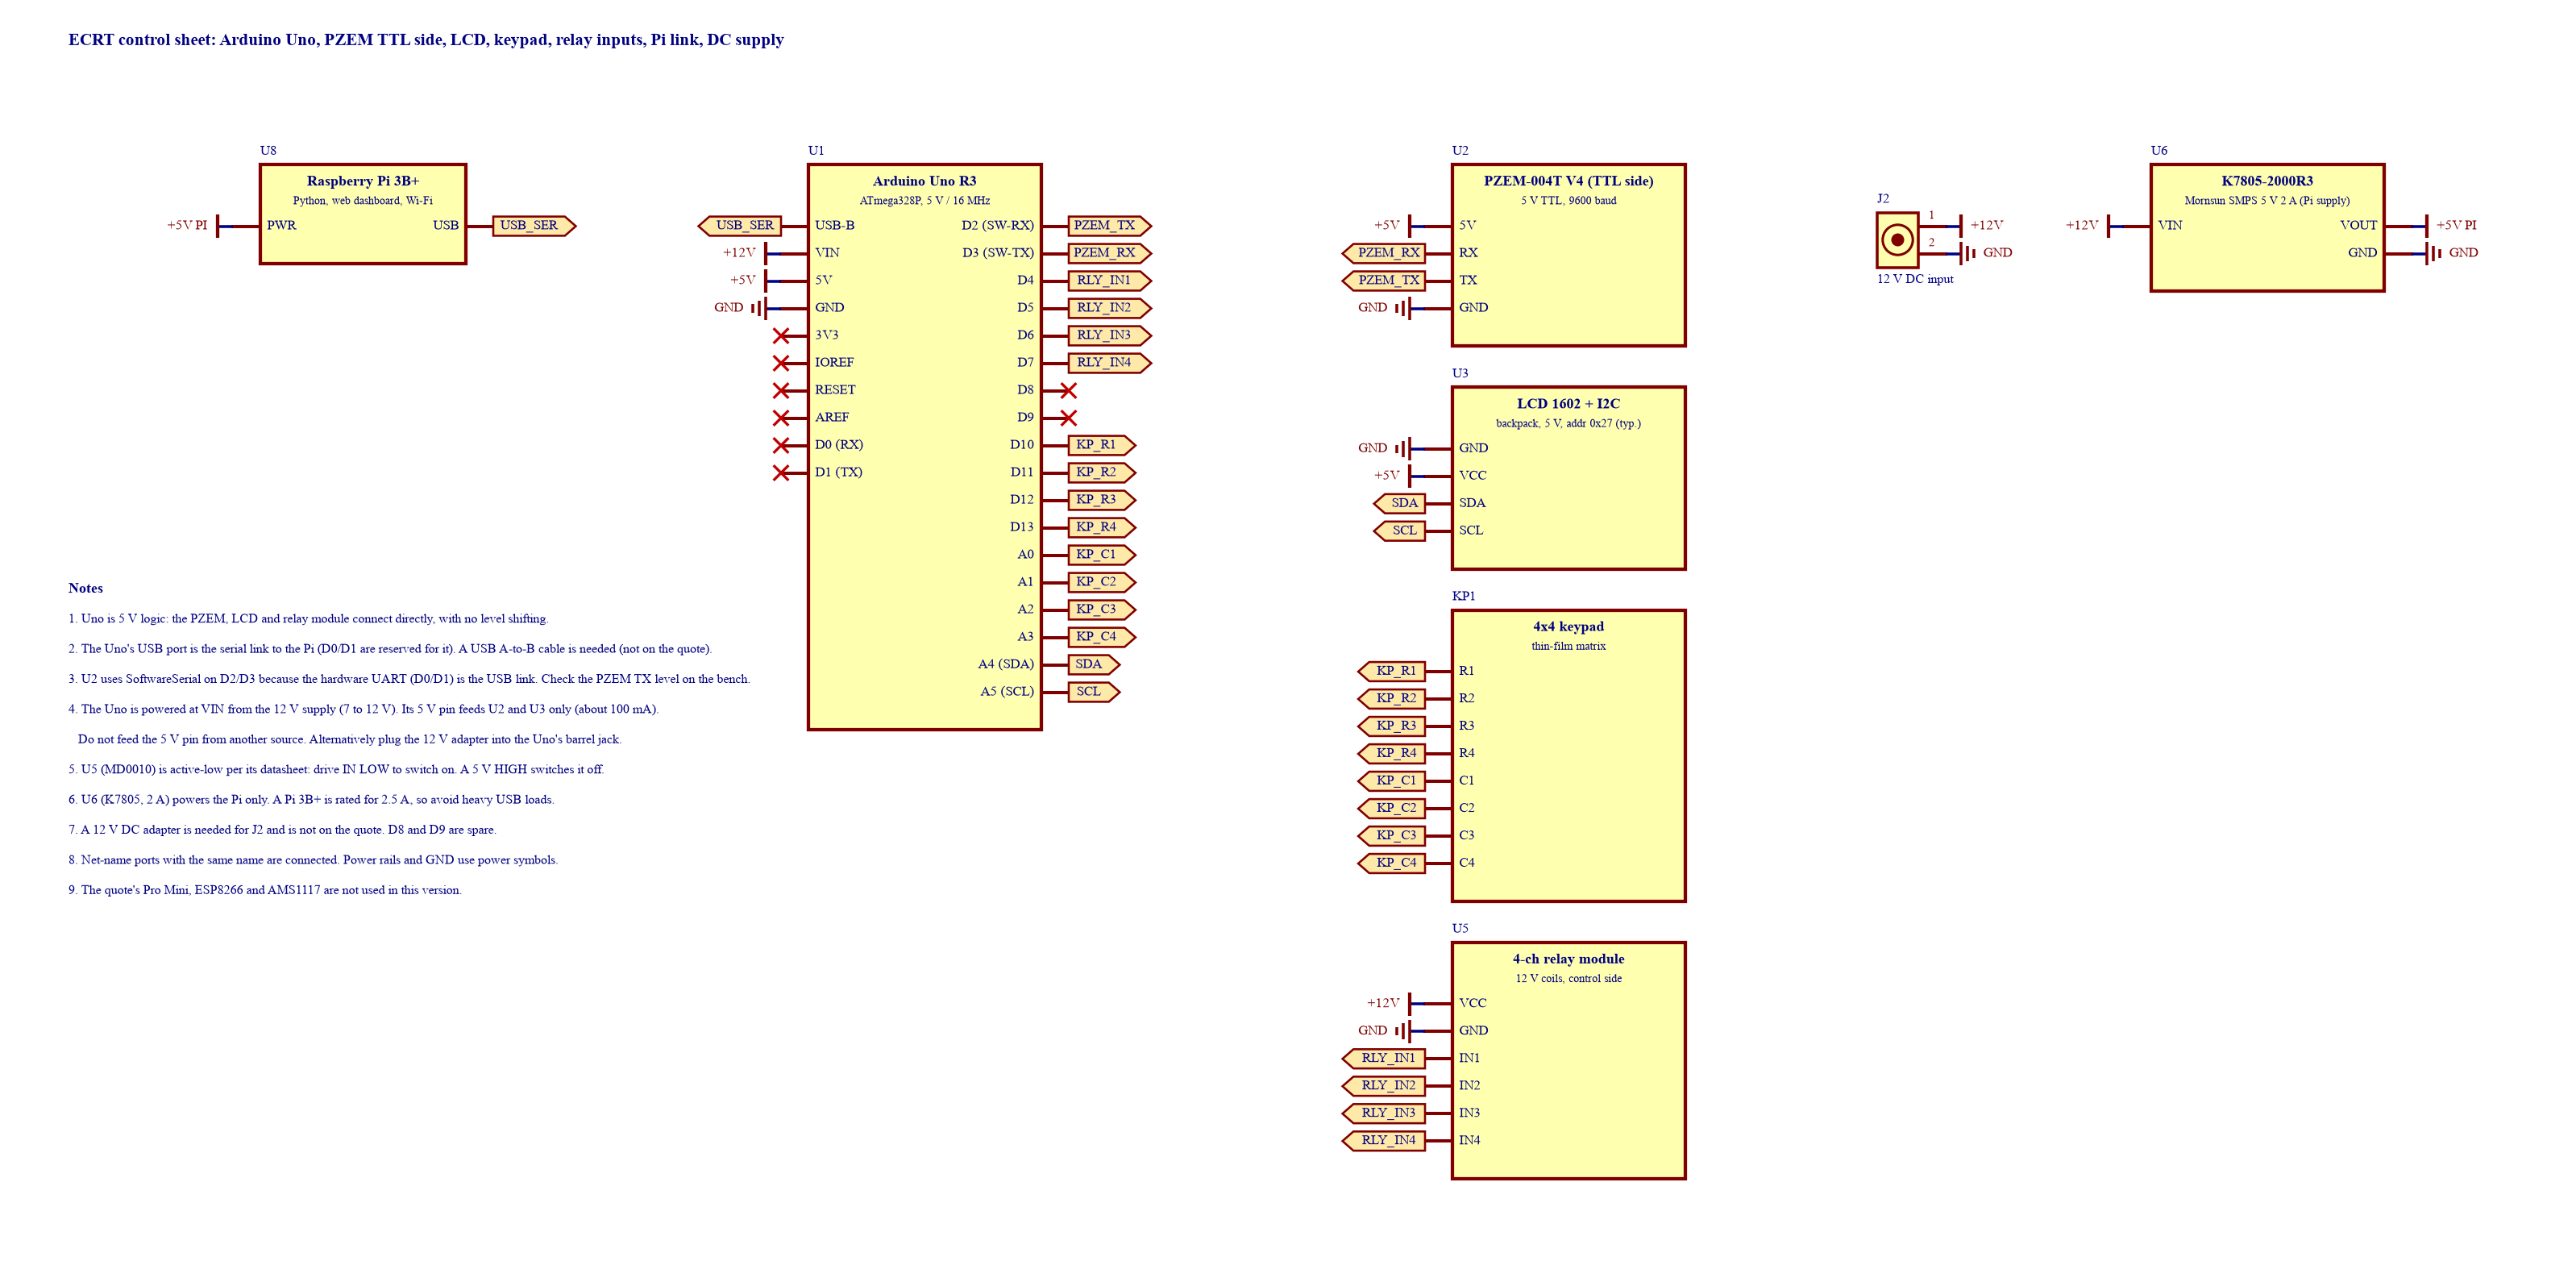 ECRT control sheet: Arduino Uno, PZEM TTL side, LCD, keypad, relay inputs, Pi link, DC supply
U8
Raspberry Pi 3B+
Python, web dashboard, Wi-Fi
+5V PI
PWR
USB
USB_SER
U1
Arduino Uno R3
ATmega328P, 5 V / 16 MHz
USB_SER
USB-B
+12V
VIN
+5V
5V
GND
GND
3V3
IOREF
RESET
AREF
D0 (RX)
D1 (TX)
D2 (SW-RX)
PZEM_TX
D3 (SW-TX)
PZEM_RX
D4
RLY_IN1
D5
RLY_IN2
D6
RLY_IN3
D7
RLY_IN4
D8
D9
D10
KP_R1
D11
KP_R2
D12
KP_R3
D13
KP_R4
A0
KP_C1
A1
KP_C2
A2
KP_C3
A3
KP_C4
A4 (SDA)
SDA
A5 (SCL)
SCL
U2
PZEM-004T V4 (TTL side)
5 V TTL, 9600 baud
+5V
5V
PZEM_RX
RX
PZEM_TX
TX
GND
GND
U3
LCD 1602 + I2C
backpack, 5 V, addr 0x27 (typ.)
GND
GND
+5V
VCC
SDA
SDA
SCL
SCL
KP1
4x4 keypad
thin-film matrix
KP_R1
R1
KP_R2
R2
KP_R3
R3
KP_R4
R4
KP_C1
C1
KP_C2
C2
KP_C3
C3
KP_C4
C4
U5
4-ch relay module
12 V coils, control side
+12V
VCC
GND
GND
RLY_IN1
IN1
RLY_IN2
IN2
RLY_IN3
IN3
RLY_IN4
IN4
J2
1
+12V
2
GND
12 V DC input
U6
K7805-2000R3
Mornsun SMPS 5 V 2 A (Pi supply)
+12V
VIN
VOUT
+5V PI
GND
GND
Notes
1. Uno is 5 V logic: the PZEM, LCD and relay module connect directly, with no level shifting.
2. The Uno's USB port is the serial link to the Pi (D0/D1 are reserved for it). A USB A-to-B cable is needed (not on the quote).
3. U2 uses SoftwareSerial on D2/D3 because the hardware UART (D0/D1) is the USB link. Check the PZEM TX level on the bench.
4. The Uno is powered at VIN from the 12 V supply (7 to 12 V). Its 5 V pin feeds U2 and U3 only (about 100 mA).
Do not feed the 5 V pin from another source. Alternatively plug the 12 V adapter into the Uno's barrel jack.
5. U5 (MD0010) is active-low per its datasheet: drive IN LOW to switch on. A 5 V HIGH switches it off.
6. U6 (K7805, 2 A) powers the Pi only. A Pi 3B+ is rated for 2.5 A, so avoid heavy USB loads.
7. A 12 V DC adapter is needed for J2 and is not on the quote. D8 and D9 are spare.
8. Net-name ports with the same name are connected. Power rails and GND use power symbols.
9. The quote's Pro Mini, ESP8266 and AMS1117 are not used in this version.